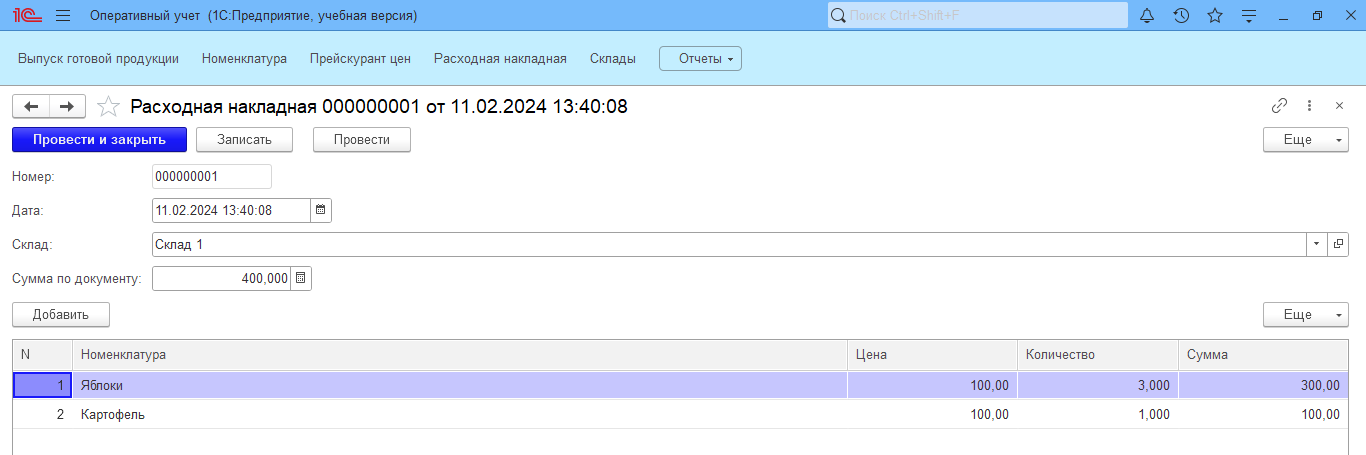 1С Оперативный учет (1С:Предприятие, учебная версия) Поиск Ctrl+Shift+F
Выпуск готовой продукции Номенклатура Прейскурант цен Расходная накладная Склады Отчеты
Расходная накладная 000000001 от 11.02.2024 13:40:08
Провести и закрыть Записать Провести Еще
Номер: 000000001
Дата: 11.02.2024 13:40:08
Склад: Склад 1
Сумма по документу: 400,000
Добавить Еще
N Номенклатура Цена Количество Сумма
1 Яблоки 100,00 3,000 300,00
2 Картофель 100,00 1,000 100,00